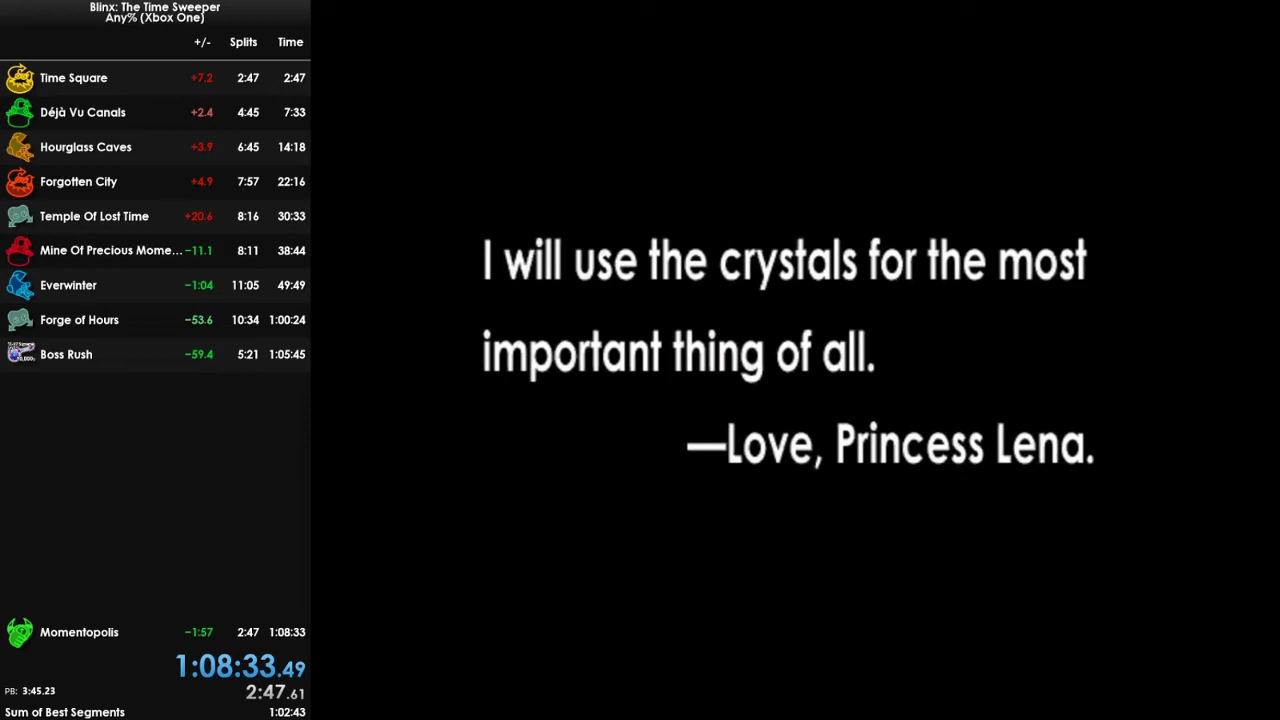 Blinx: The Time Sweeper
Any% (Xbox One)
+/- Splits Time
Time Square +7.2 2:47 2:47
Déjà Vu Canals +2.4 4:45 7:33
Hourglass Caves +3.9 6:45 14:18
Forgotten City +4.9 7:57 22:16
Temple Of Lost Time +20.6 8:16 30:33
Mine Of Precious Mome... −11.1 8:11 38:44
Everwinter −1:04 11:05 49:49
Forge of Hours −53.6 10:34 1:00:24
Boss Rush −59.4 5:21 1:05:45
Momentopolis −1:57 2:47 1:08:33
1:08:33.49
PB: 3:45.23 2:47.61
Sum of Best Segments 1:02:43
I will use the crystals for the most
important thing of all.
—Love, Princess Lena.